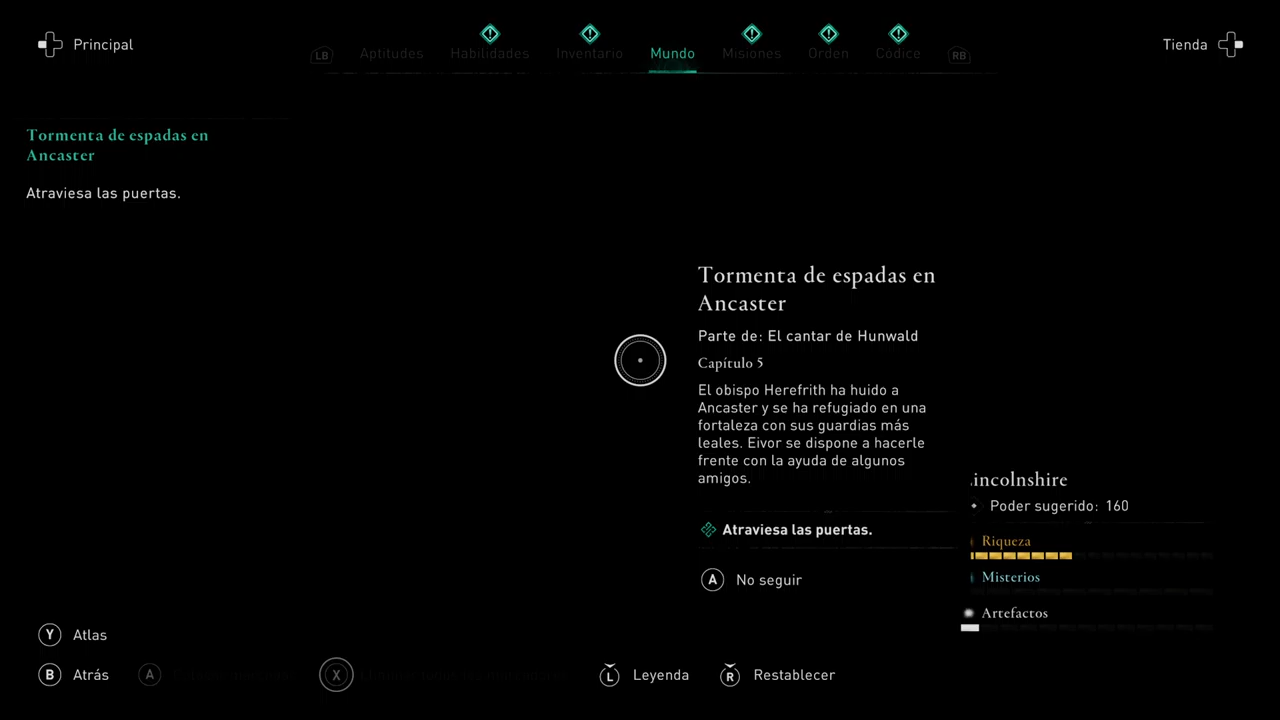 Principal
LB
Aptitudes
Habilidades
Inventario
Mundo
Misiones
Orden
Códice
RB
Tienda
Tormenta de espadas en
Ancaster
Atraviesa las puertas.
Tormenta de espadas en
Ancaster
Parte de: El cantar de Hunwald
Capítulo 5
El obispo Herefrith ha huido a
Ancaster y se ha refugiado en una
fortaleza con sus guardias más
leales. Eivor se dispone a hacerle
frente con la ayuda de algunos
amigos.
Atraviesa las puertas.
A No seguir
incolnshire
Poder sugerido: 160
Riqueza
Misterios
Artefactos
Y Atlas
B Atrás
A
X
L Leyenda
R Restablecer